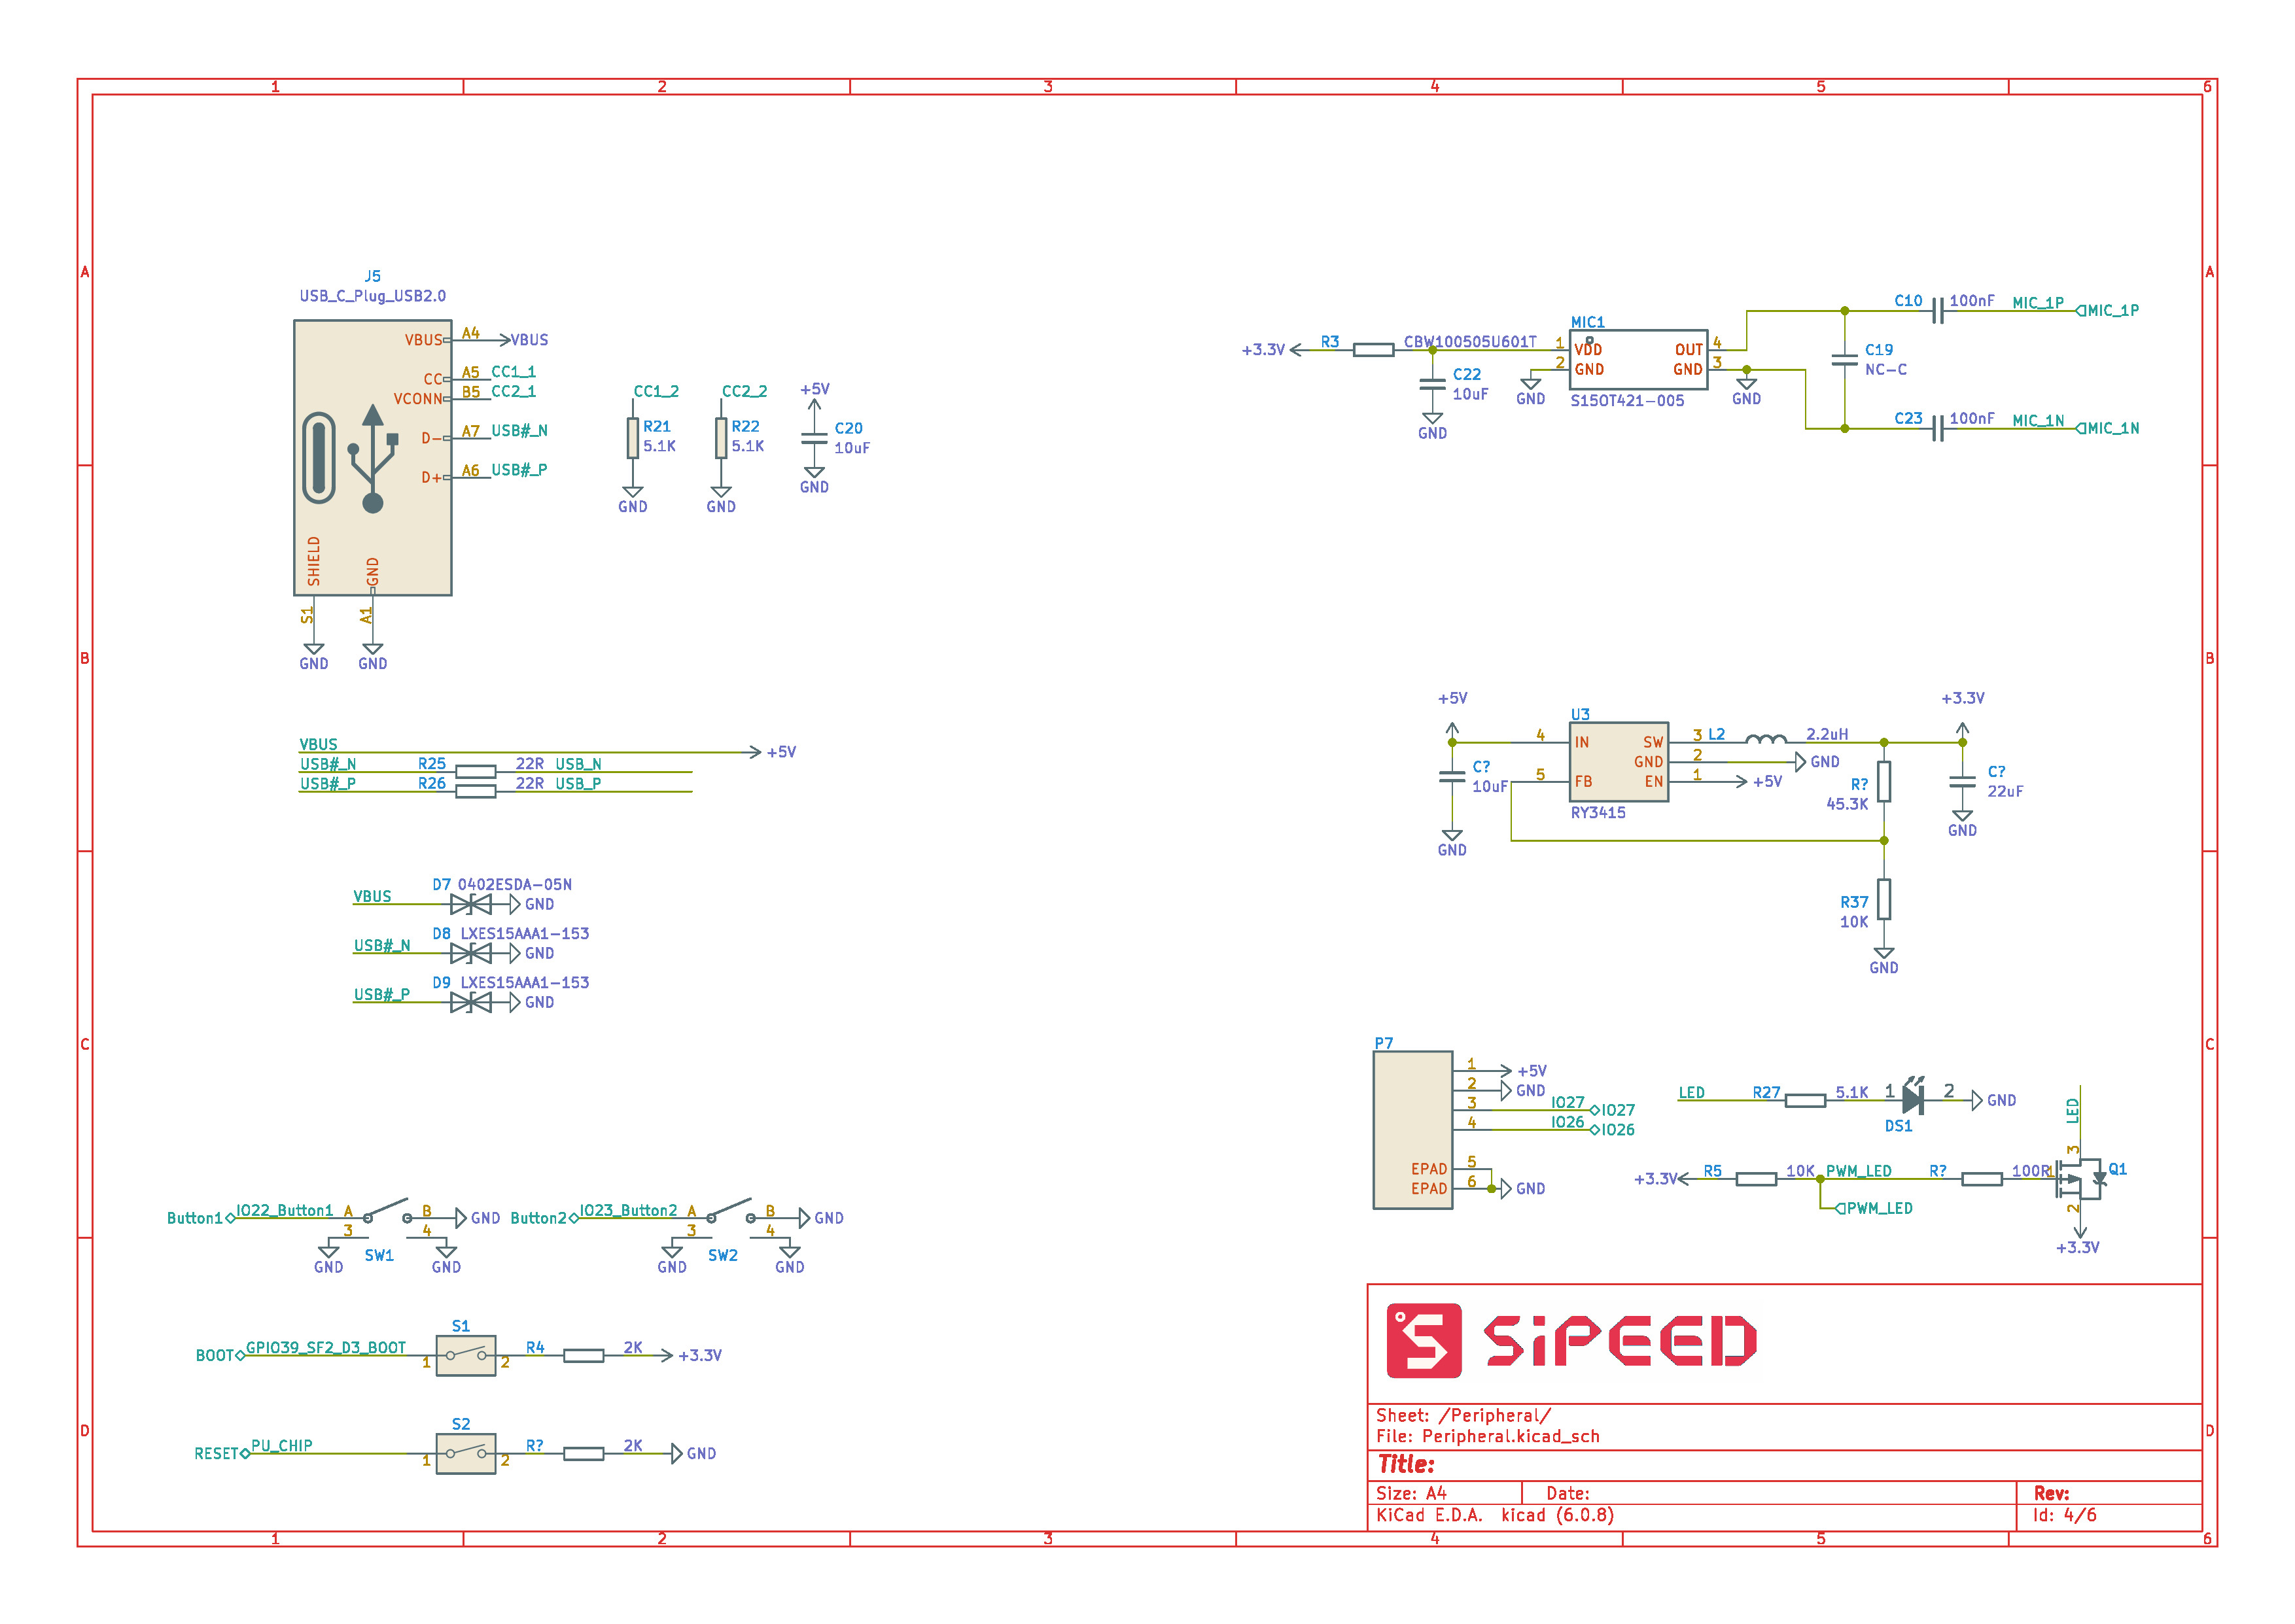 1 2 3 4 5 6
A
B
C
D
A
B
C
D
J5
USB_C_Plug_USB2.0
VBUS A4 VBUS
CC A5 CC1_1
VCONN B5 CC2_1
D- A7 USB#_N
D+ A6 USB#_P
SHIELD GND
S1 A1
GND GND
CC1_2 CC2_2 +5V
R21 R22 C20
5.1K 5.1K 10uF
GND GND GND
VBUS +5V
USB#_N R25 22R USB_N
USB#_P R26 22R USB_P
D7 0402ESDA-05N
VBUS GND
D8 LXES15AAA1-153
USB#_N GND
D9 LXES15AAA1-153
USB#_P GND
Button1 IO22_Button1 A B GND
3 4
GND SW1 GND
Button2 IO23_Button2 A B GND
3 4
GND SW2 GND
S1
BOOT GPIO39_SF2_D3_BOOT 1 2 R4 2K +3.3V
S2
RESET PU_CHIP 1 2 R? 2K GND
+3.3V R3 CBW100505U601T
C22
10uF
GND
MIC1
1 VDD OUT 4
2 GND GND 3
GND S15OT421-005 GND
C10 100nF MIC_1P MIC_1P
C19
NC-C
C23 100nF MIC_1N MIC_1N
+5V U3 +3.3V
4 IN SW 3 L2 2.2uH
GND 2 GND
5 FB EN 1 +5V
RY3415
C?
10uF
GND
R?
45.3K
C?
22uF
GND
R37
10K
GND
P7
1 +5V
2 GND
3 IO27 IO27
4 IO26 IO26
EPAD 5
EPAD 6 GND
LED R27 5.1K 1 2 GND
DS1
LED
3
+3.3V R5 10K PWM_LED R? 100R 1 Q1
PWM_LED
2
+3.3V
SiPEED
Sheet: /Peripheral/
File: Peripheral.kicad_sch
Title:
Size: A4 Date: Rev:
KiCad E.D.A. kicad (6.0.8) Id: 4/6
1 2 3 4 5 6